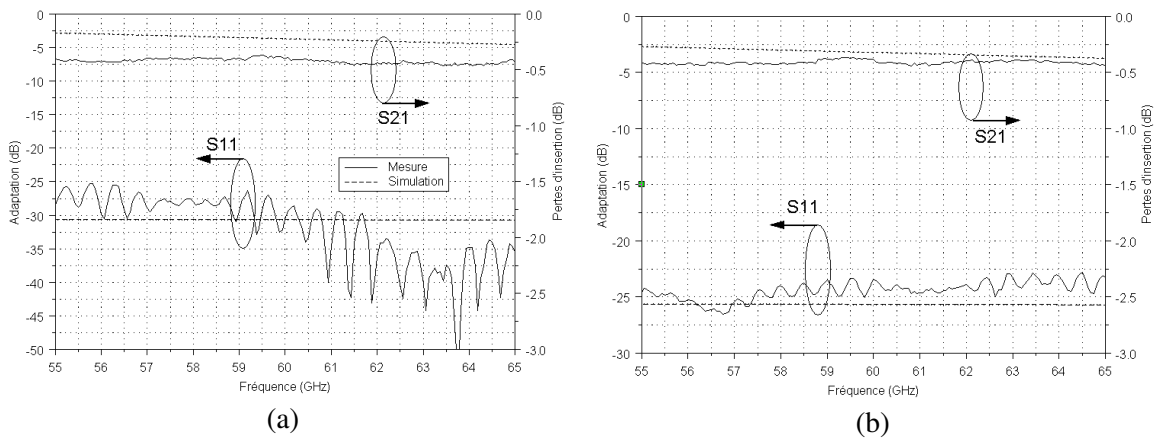 0
-5
-10
-15
-20
-25
-30
-35
-40
-45
-50
Adaptation (dB)
0.0
-0.5
-1.0
-1.5
-2.0
-2.5
-3.0
Pertes d'insertion (dB)
S21
S11
Mesure
Simulation
55 56 57 58 59 60 61 62 63 64 65
Fréquence (GHz)
(a)
0
-5
-10
-15
-20
-25
-30
Adaptation (dB)
0.0
-0.5
-1.0
-1.5
-2.0
-2.5
-3.0
Pertes d'insertion (dB)
S21
S11
55 56 57 58 59 60 61 62 63 64 65
Fréquence (GHz)
(b)